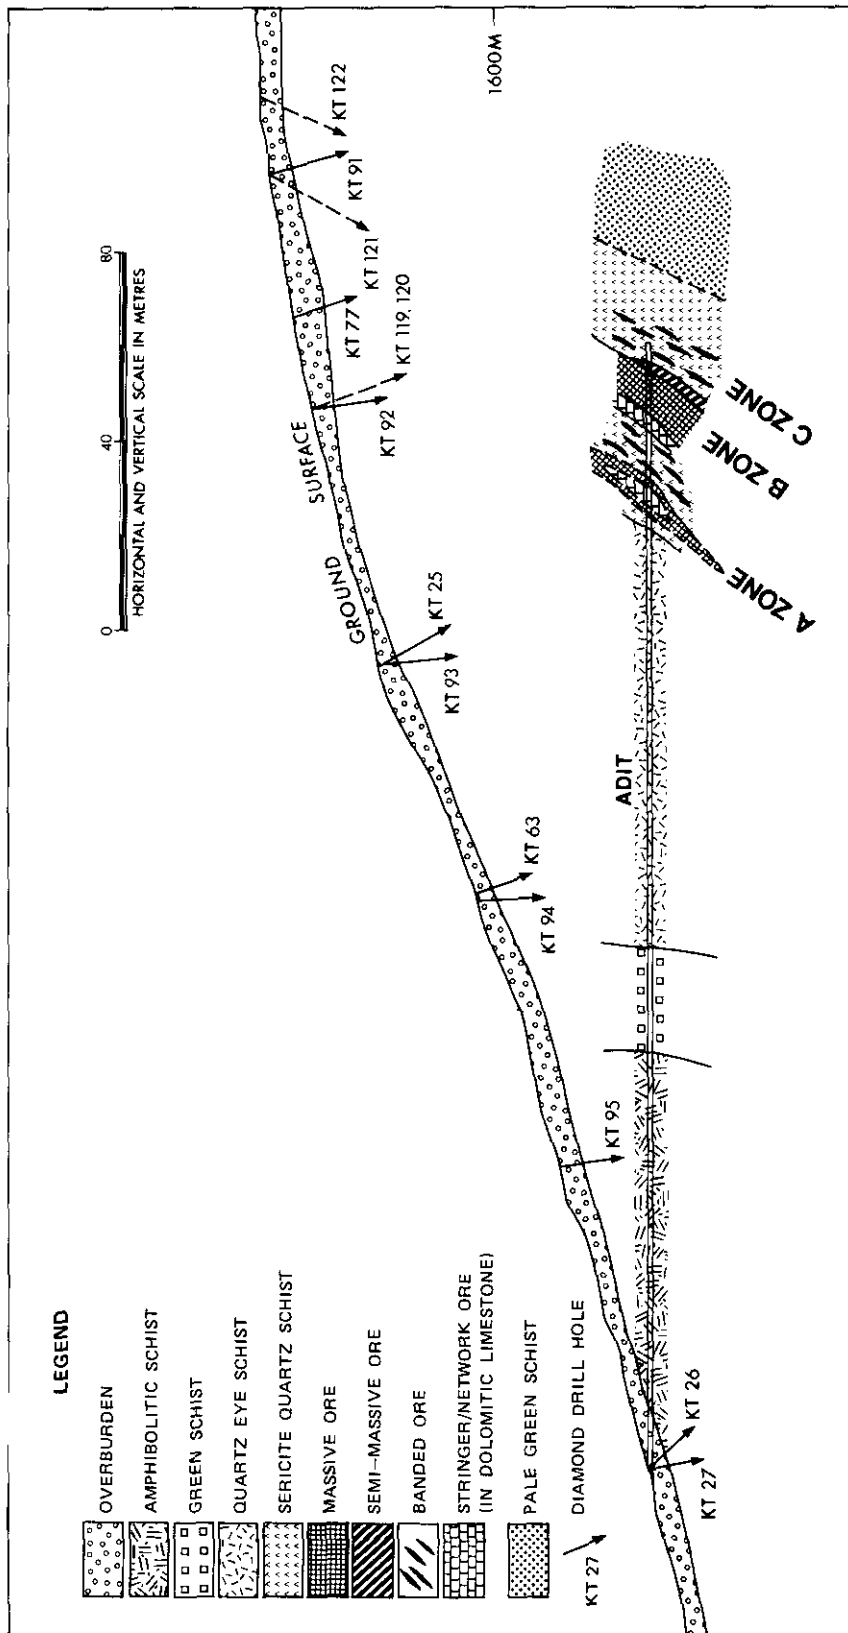 LEGEND
OVERBURDEN
AMPHIBOLITIC SCHIST
GREEN SCHIST
QUARTZ EYE SCHIST
SERICITE QUARTZ SCHIST
MASSIVE ORE
SEMI-MASSIVE ORE
BANDED ORE
STRINGER/NETWORK ORE
(IN DOLOMITIC LIMESTONE)
PALE GREEN SCHIST
KT 27
DIAMOND DRILL HOLE
0 40 80
HORIZONTAL AND VERTICAL SCALE IN METRES
GROUND SURFACE
KT 27
KT 26
KT 95
KT 94
KT 63
KT 93
KT 25
KT 92
KT 119, 120
KT 77
KT 121
KT 91
KT 122
1600M
ADIT
A ZONE
B ZONE
C ZONE